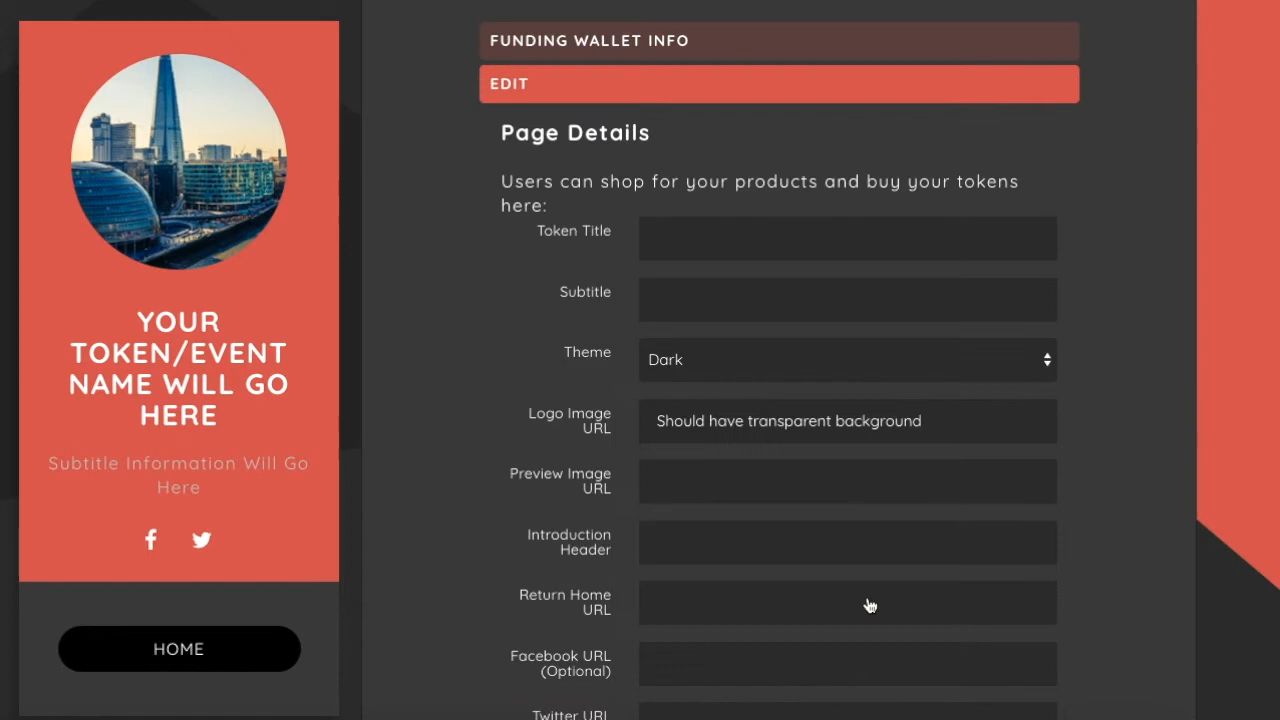 YOUR
TOKEN/EVENT
NAME WILL GO
HERE
Subtitle Information Will Go
Here
HOME
FUNDING WALLET INFO
EDIT
Page Details
Users can shop for your products and buy your tokens
here:
Token Title
Subtitle
Theme
Dark
Logo Image
URL
Should have transparent background
Preview Image
URL
Introduction
Header
Return Home
URL
Facebook URL
(Optional)
Twitter URL